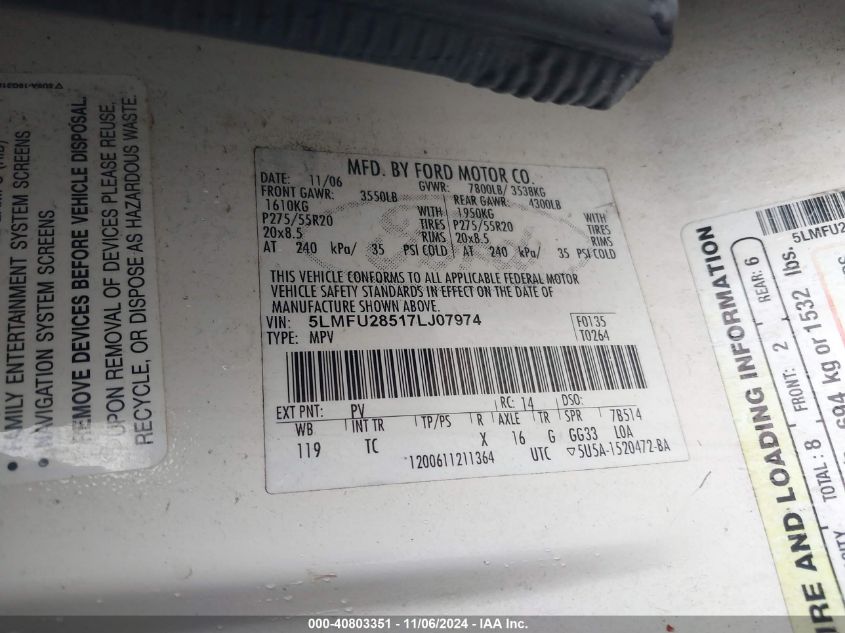 MFD. BY FORD MOTOR CO.
DATE: 11/06 GVWR: 7800LB/ 3538KG
FRONT GAWR: 3550LB REAR GAWR: 4300LB
1610KG WITH 1950KG WITH
P275/55R20 TIRES P275/55R20 TIRES
20x8.5 RIMS 20x8.5 RIMS
AT 240 kPa/ 35 PSI COLD AT 240 kPa/ 35 PSI COLD
THIS VEHICLE CONFORMS TO ALL APPLICABLE FEDERAL MOTOR
VEHICLE SAFETY STANDARDS IN EFFECT ON THE DATE OF
MANUFACTURE SHOWN ABOVE.
VIN: 5LMFU28517LJ07974 F0135
TYPE: MPV T0264
EXT PNT: PV RC: 14 DSO:
WB INT TR TP/PS R AXLE TR SPR 7B514
119 TC X 16 G GG33 LOA
1200611211364 UTC ▽5U5A-1520472-BA
AMILY ENTERTAINMENT SYSTEM SCREENS
• NAVIGATION SYSTEM SCREENS
REMOVE DEVICES BEFORE VEHICLE DISPOSAL.
UPON REMOVAL OF DEVICES PLEASE REUSE,
RECYCLE, OR DISPOSE AS HAZARDOUS WASTE.
IRE AND LOADING INFORMATION
5LMFU2
TOTAL: 8 FRONT: 2 REAR: 6
694 kg or 1532 lbs.
000-40803351 - 11/06/2024 - IAA Inc.